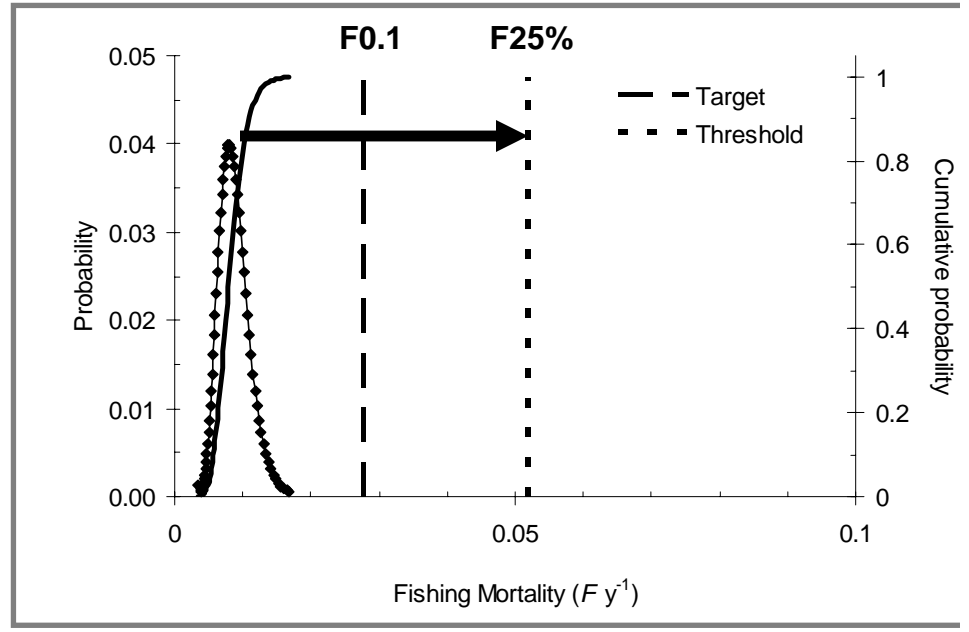 F0.1 F25%
0.05
0.04
0.03
0.02
0.01
0.00
Probability
Target
Threshold
1
0.8
0.6
0.4
0.2
0
Cumulative probability
0 0.05 0.1
Fishing Mortality (F y-1)